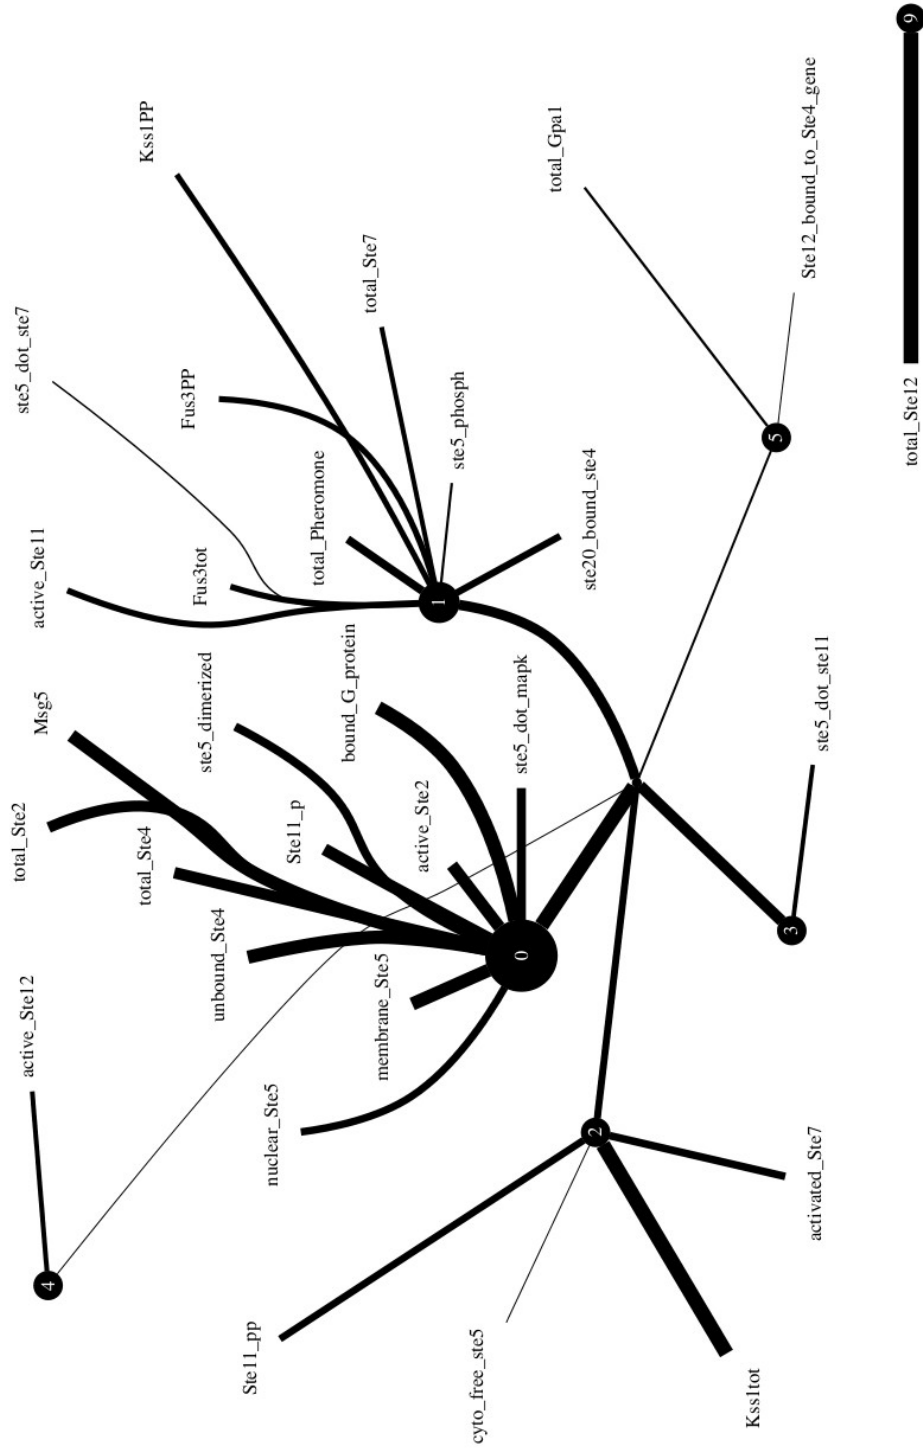 active_Ste12
4
total_Ste2
Msg5
active_Ste11
ste5_dot_ste7
Kss1PP
total_Ste4
unbound_Ste4
ste5_dimerized
Fus3tot
Fus3PP
nuclear_Ste5
membrane_Ste5
Ste11_p
active_Ste2
bound_G_protein
total_Pheromone
total_Ste7
Ste11_pp
0
ste5_dot_mapk
1
ste5_phosph
total_Gpa1
cyto_free_ste5
2
ste20_bound_ste4
Kss1tot
activated_Ste7
3
ste5_dot_ste11
5
Ste12_bound_to_Ste4_gene
total_Ste12
9